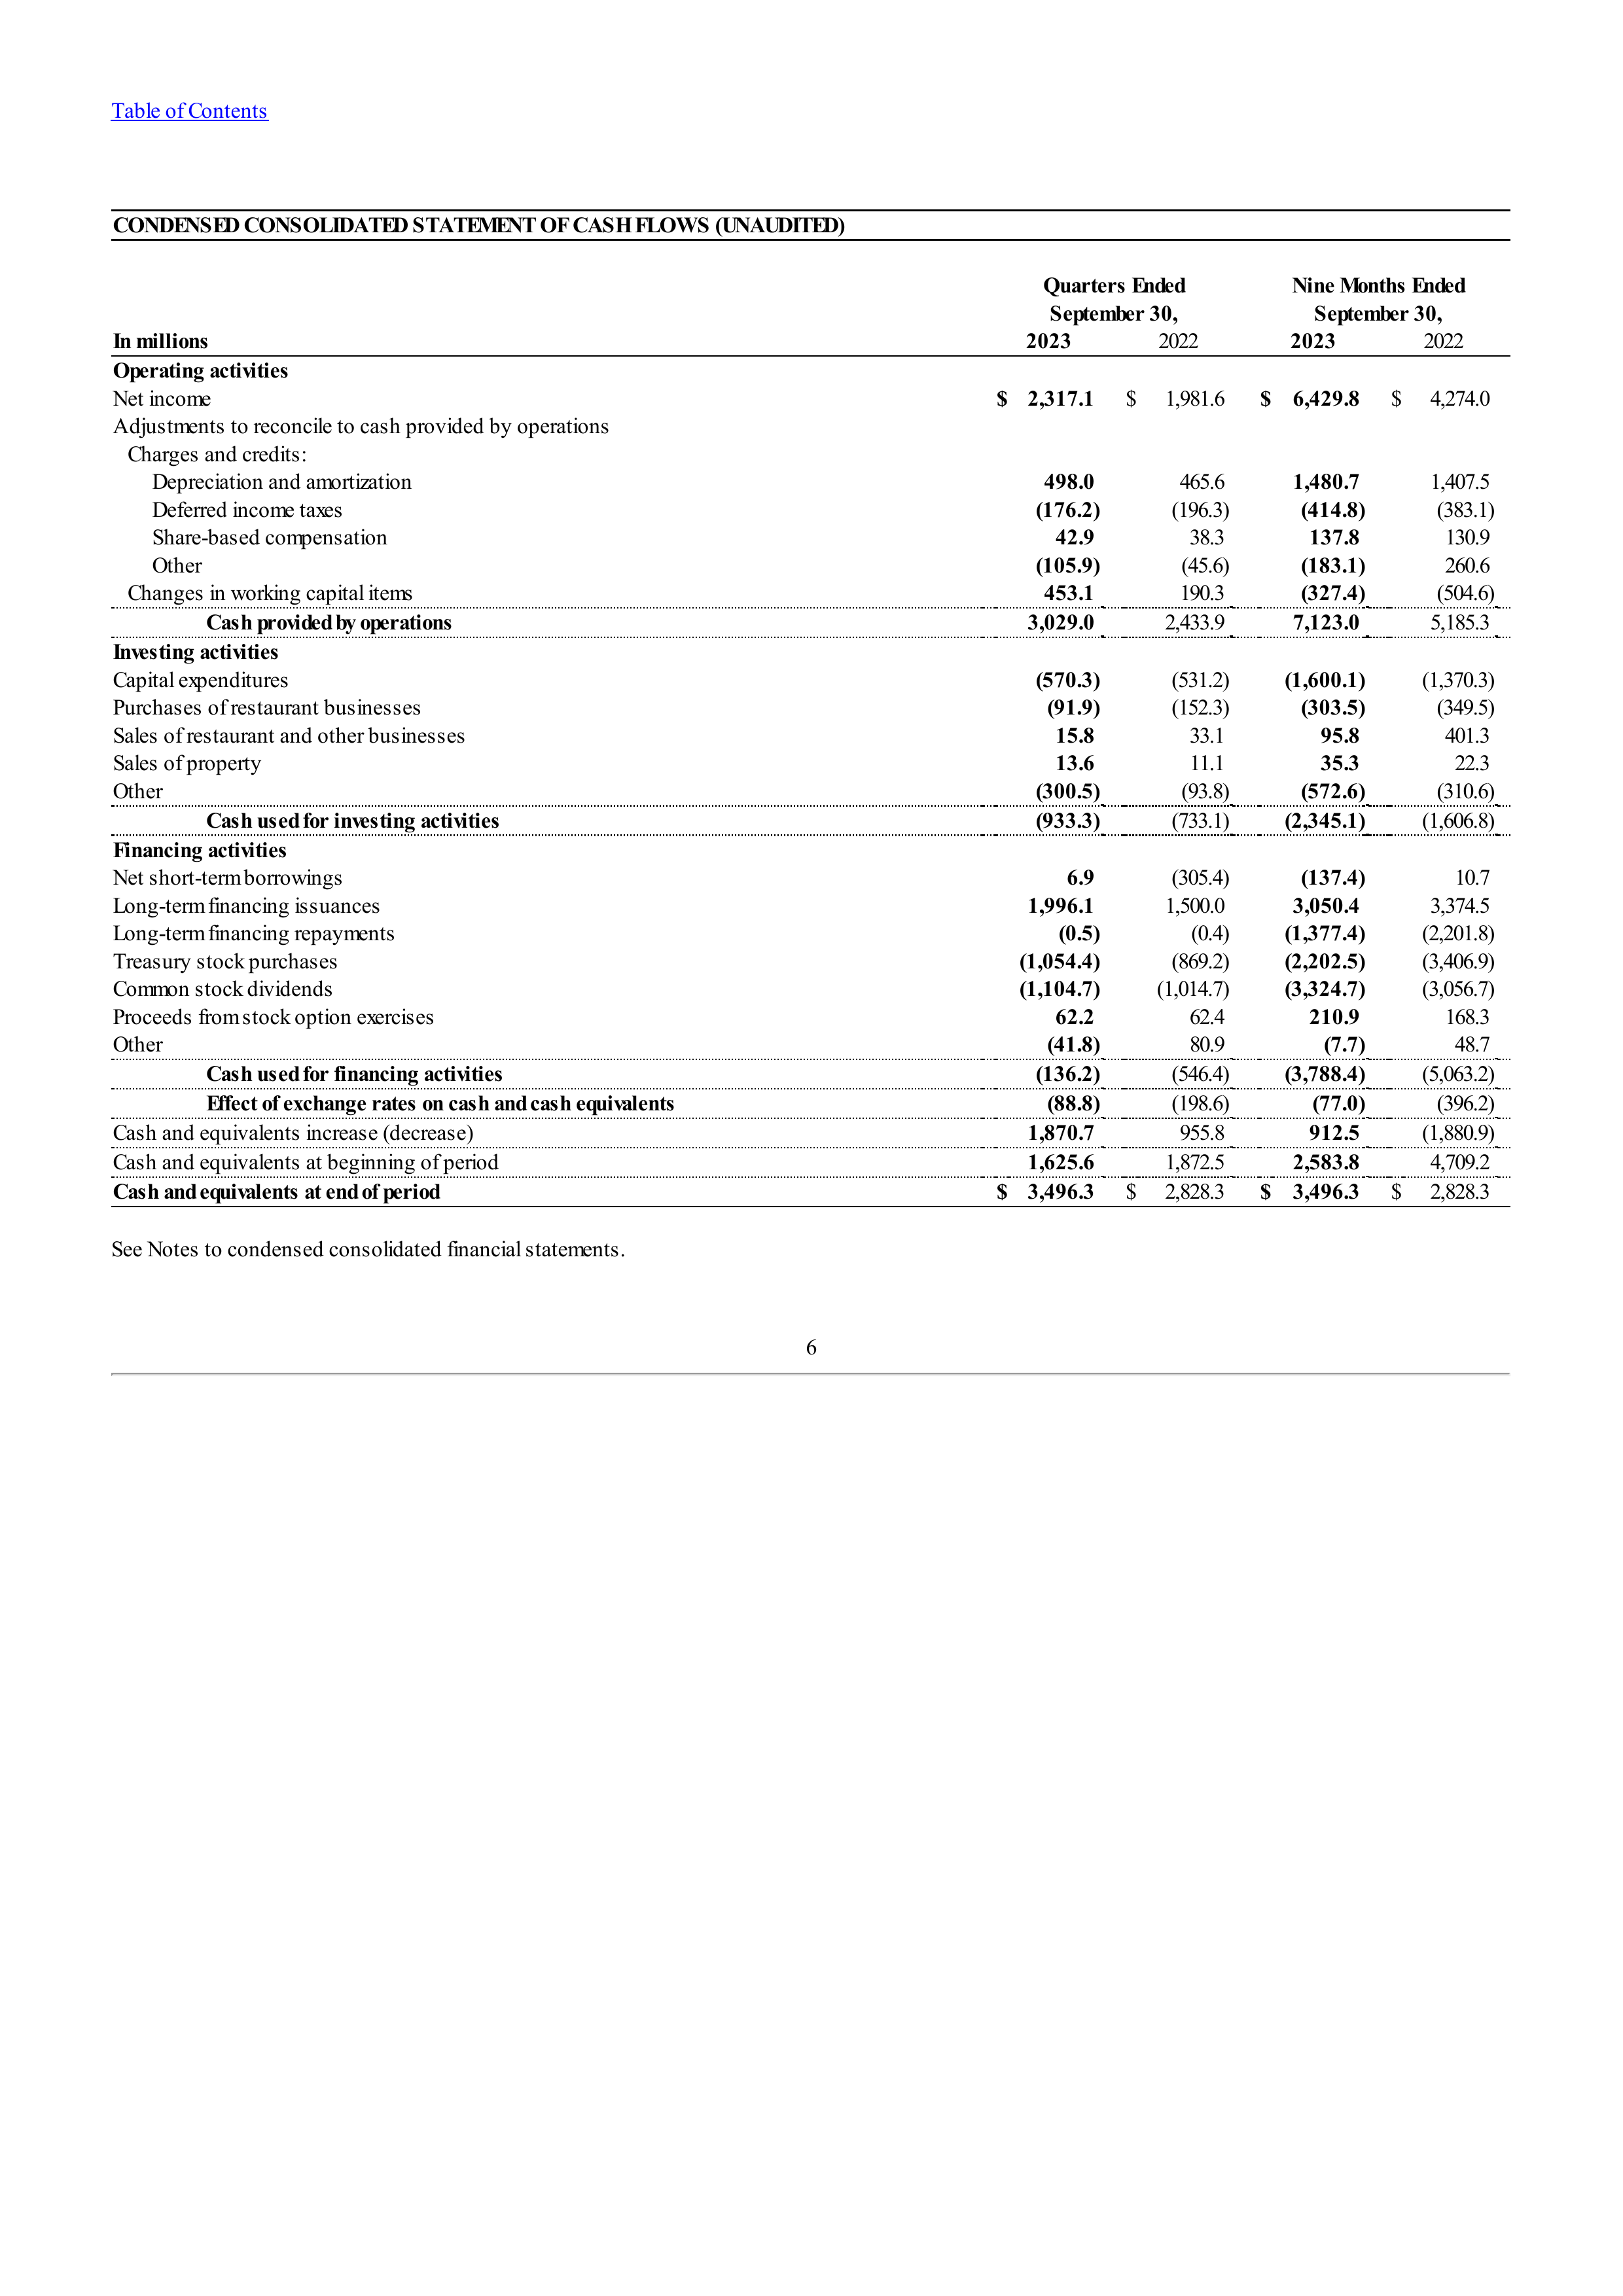 Table of Contents
CONDENSED CONSOLIDATED STATEMENT OF CASH FLOWS (UNAUDITED)
Quarters Ended Nine Months Ended
September 30, September 30,
In millions 2023 2022 2023 2022
Operating activities
Net income $ 2,317.1 $ 1,981.6 $ 6,429.8 $ 4,274.0
Adjustments to reconcile to cash provided by operations
Charges and credits:
Depreciation and amortization 498.0 465.6 1,480.7 1,407.5
Deferred income taxes (176.2) (196.3) (414.8) (383.1)
Share-based compensation 42.9 38.3 137.8 130.9
Other (105.9) (45.6) (183.1) 260.6
Changes in working capital items 453.1 190.3 (327.4) (504.6)
Cash provided by operations 3,029.0 2,433.9 7,123.0 5,185.3
Investing activities
Capital expenditures (570.3) (531.2) (1,600.1) (1,370.3)
Purchases of restaurant businesses (91.9) (152.3) (303.5) (349.5)
Sales of restaurant and other businesses 15.8 33.1 95.8 401.3
Sales of property 13.6 11.1 35.3 22.3
Other (300.5) (93.8) (572.6) (310.6)
Cash used for investing activities (933.3) (733.1) (2,345.1) (1,606.8)
Financing activities
Net short-term borrowings 6.9 (305.4) (137.4) 10.7
Long-term financing issuances 1,996.1 1,500.0 3,050.4 3,374.5
Long-term financing repayments (0.5) (0.4) (1,377.4) (2,201.8)
Treasury stock purchases (1,054.4) (869.2) (2,202.5) (3,406.9)
Common stock dividends (1,104.7) (1,014.7) (3,324.7) (3,056.7)
Proceeds from stock option exercises 62.2 62.4 210.9 168.3
Other (41.8) 80.9 (7.7) 48.7
Cash used for financing activities (136.2) (546.4) (3,788.4) (5,063.2)
Effect of exchange rates on cash and cash equivalents (88.8) (198.6) (77.0) (396.2)
Cash and equivalents increase (decrease) 1,870.7 955.8 912.5 (1,880.9)
Cash and equivalents at beginning of period 1,625.6 1,872.5 2,583.8 4,709.2
Cash and equivalents at end of period $ 3,496.3 $ 2,828.3 $ 3,496.3 $ 2,828.3
See Notes to condensed consolidated financial statements.
6